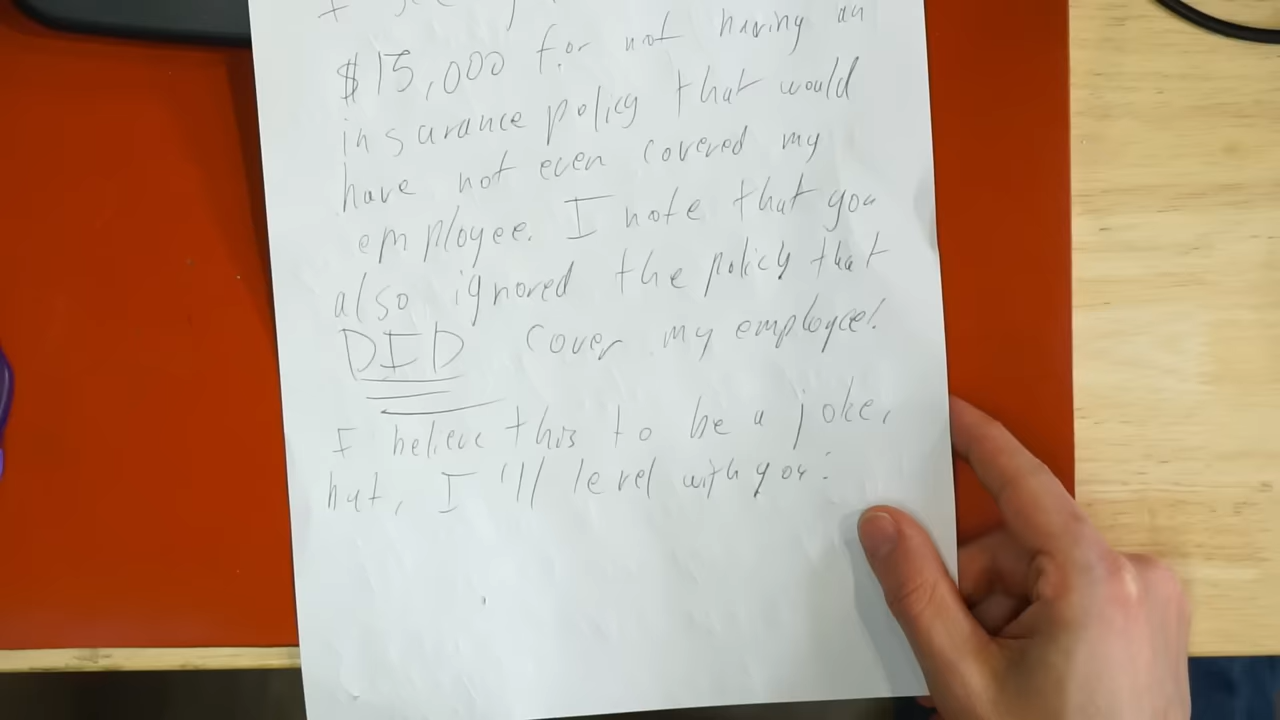 I
$15,000 for not having an
insurance policy that would
have not even covered my
employee. I note that you
also ignored the policy that
DID cover my employee!
I believe this to be a joke,
but, I'll level with you: